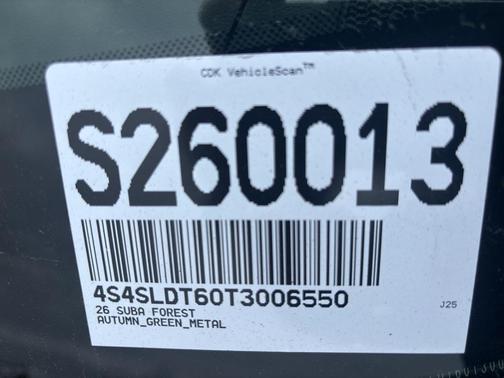 CDK VehicleScan™
S260013
4S4SLDT60T3006550
26 SUBA FOREST
J25
AUTUMN_GREEN_METAL